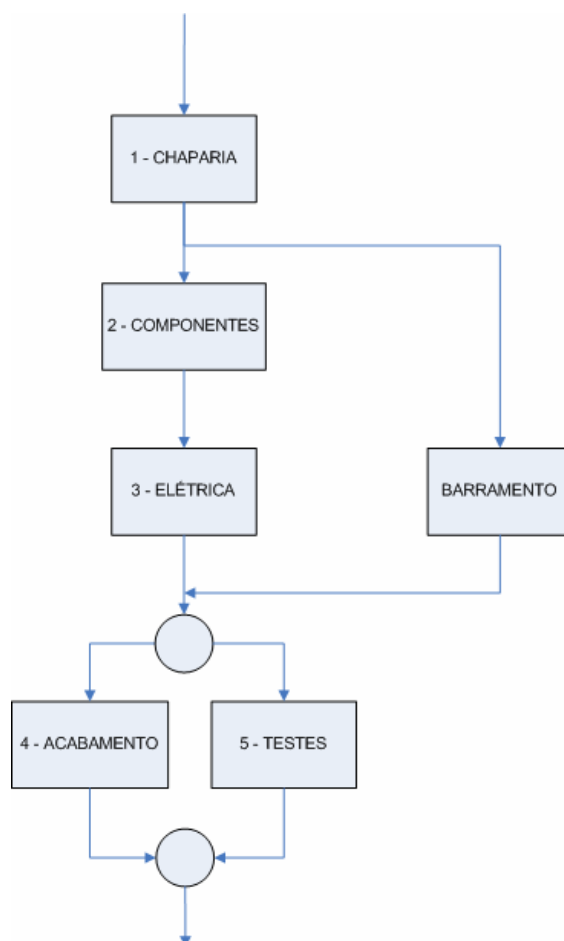 1 - CHAPARIA
2 - COMPONENTES
3 - ELÉTRICA
BARRAMENTO
4 - ACABAMENTO
5 - TESTES